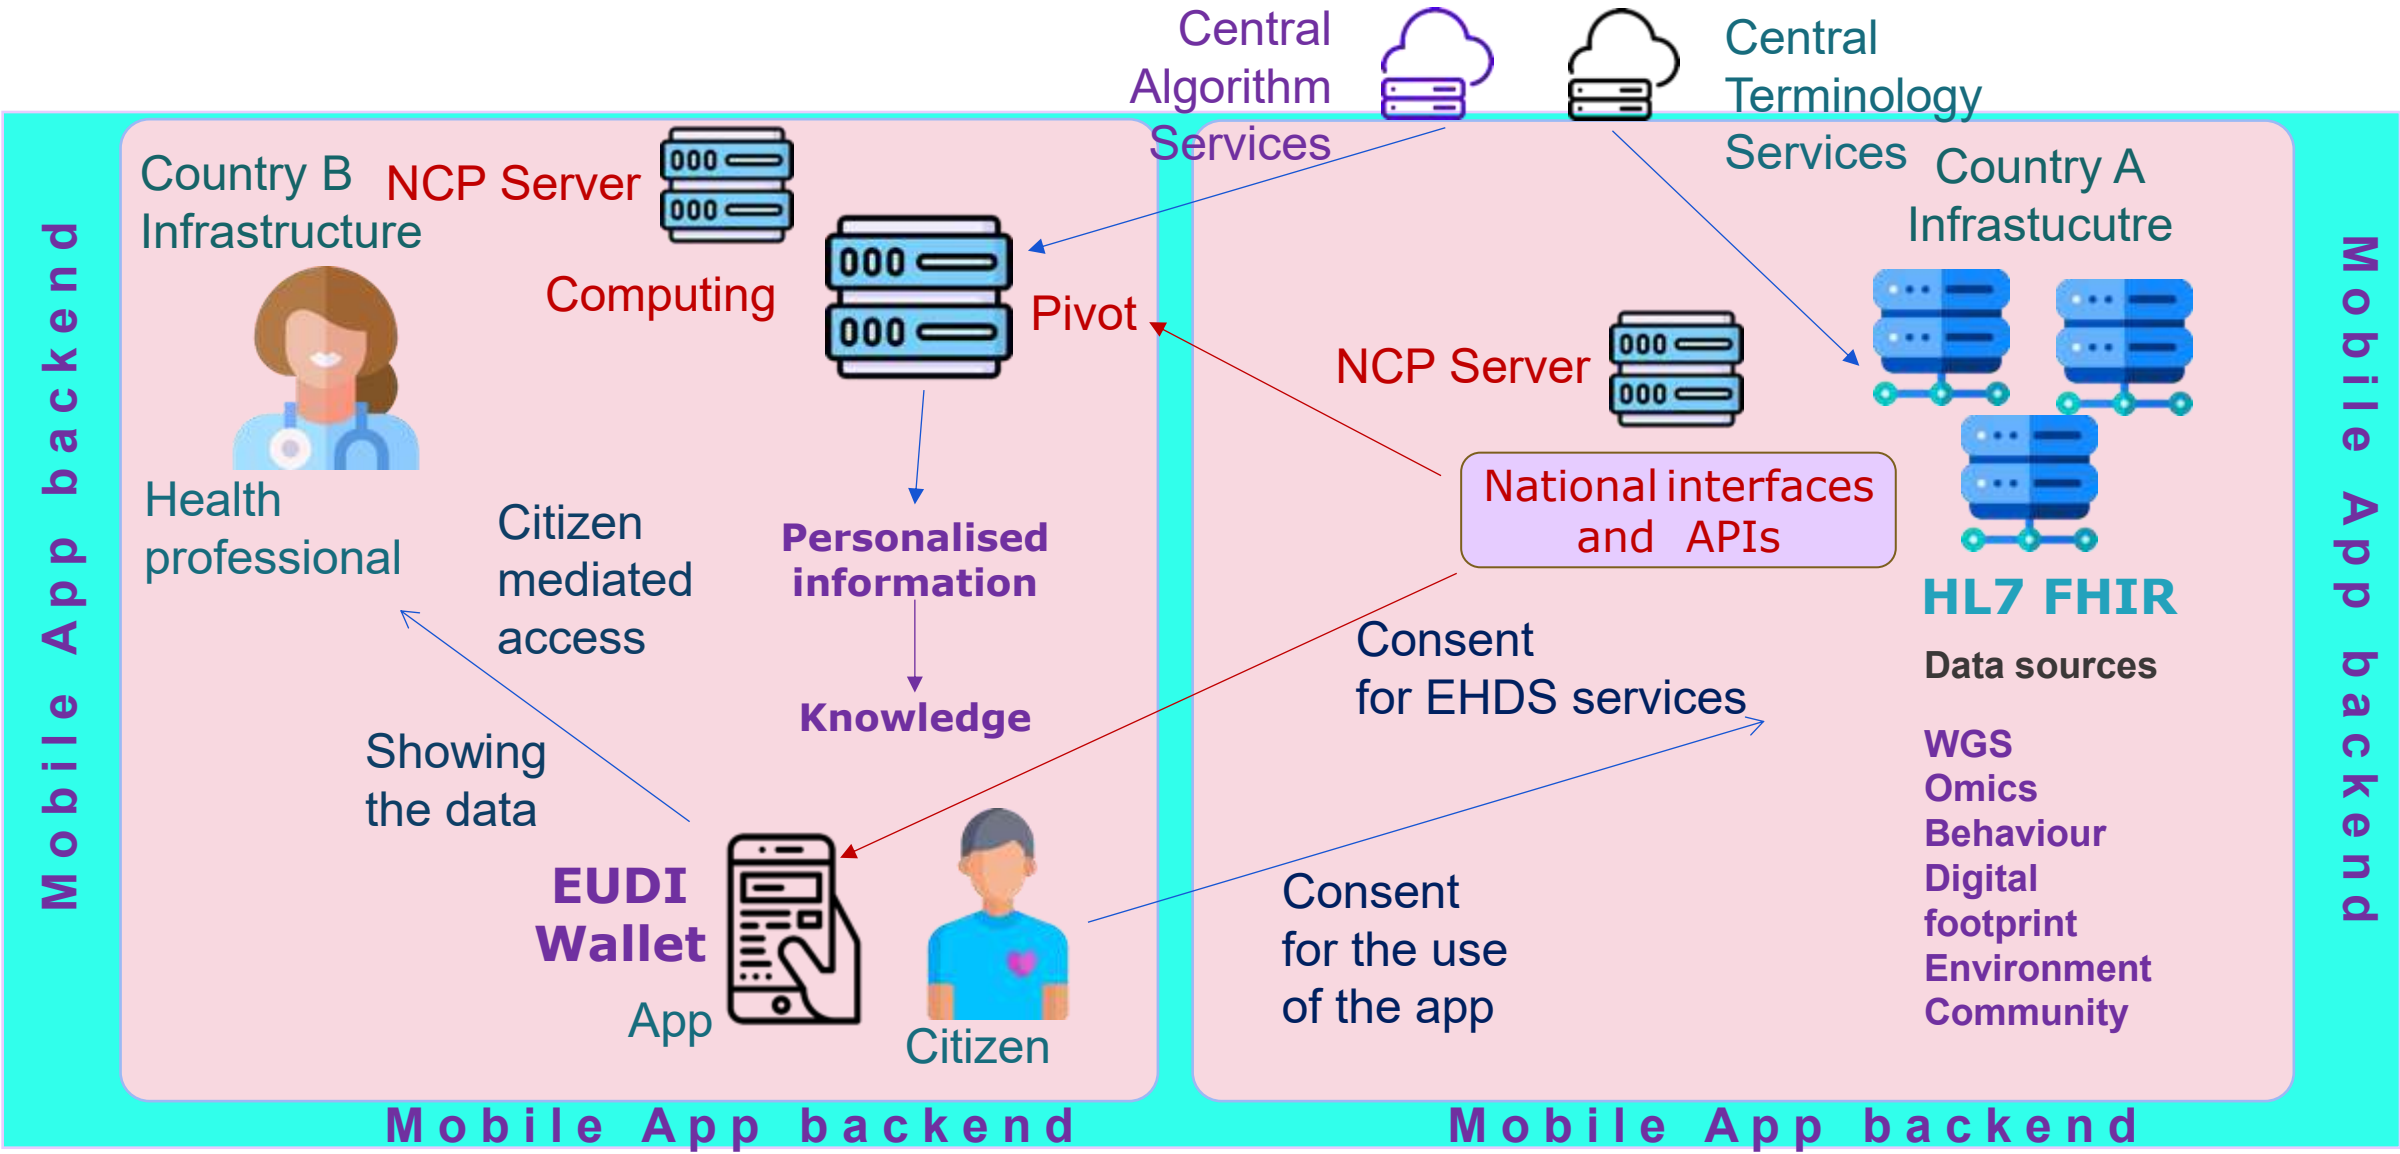 Central
Algorithm
Services
Central
Terminology
Services
Country B
Infrastructure
NCP Server
Computing
Pivot
Health
professional
Citizen
mediated
access
Personalised
information
Knowledge
Showing
the data
EUDI
Wallet
App
Citizen
Country A
Infrastucutre
NCP Server
National interfaces
and APIs
HL7 FHIR
Data sources
WGS
Omics
Behaviour
Digital
footprint
Environment
Community
Consent
for EHDS services
Consent
for the use
of the app
Mobile App backend
Mobile App backend
Mobile App backend
Mobile App backend